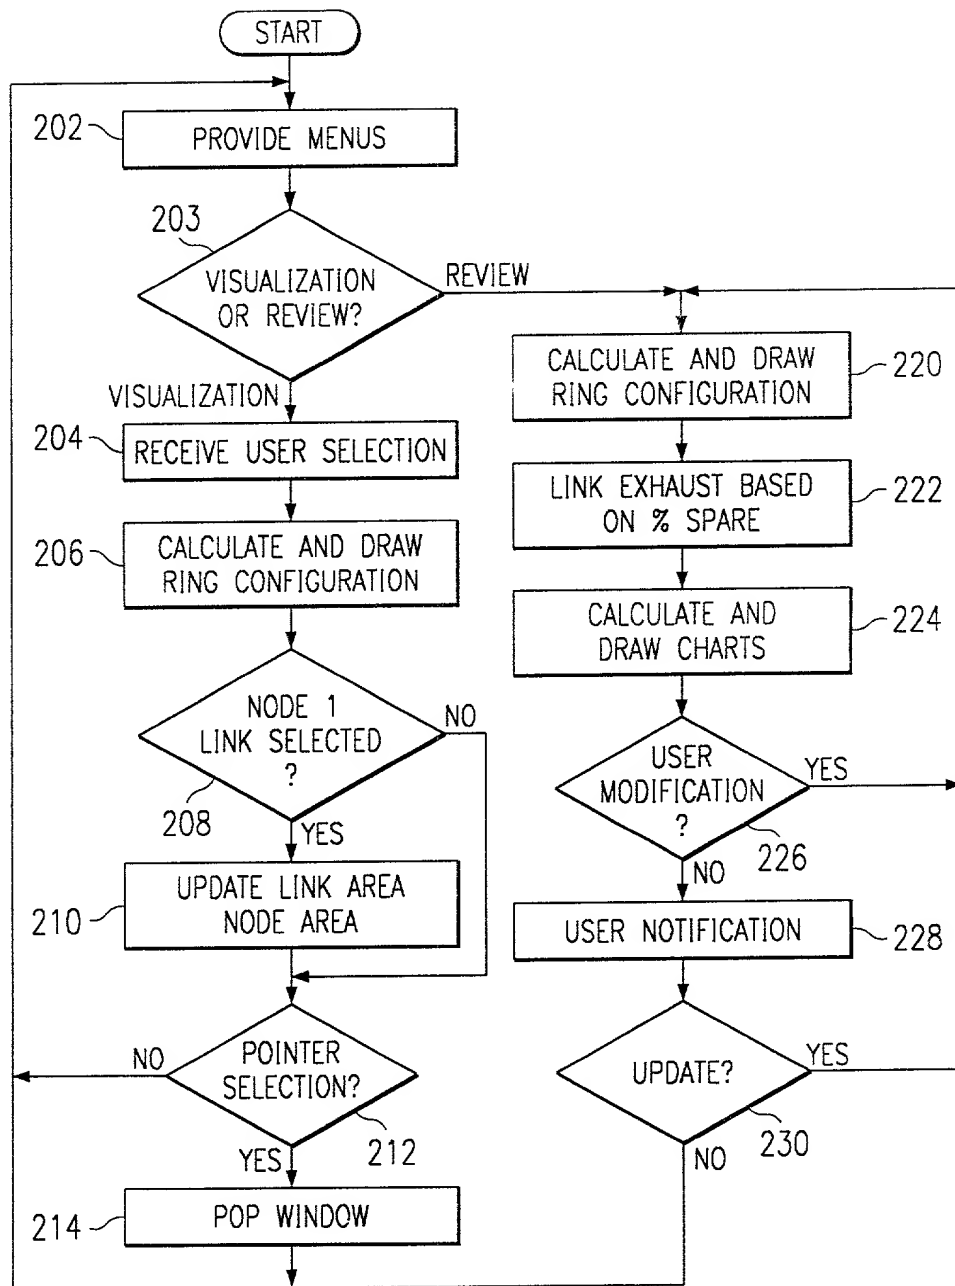 START
202
PROVIDE MENUS
203
VISUALIZATION
OR REVIEW?
REVIEW
VISUALIZATION
204
RECEIVE USER SELECTION
206
CALCULATE AND DRAW
RING CONFIGURATION
NODE 1
LINK SELECTED
?
NO
208
YES
210
UPDATE LINK AREA
NODE AREA
NO
POINTER
SELECTION?
212
YES
214
POP WINDOW
CALCULATE AND DRAW
RING CONFIGURATION
220
LINK EXHAUST BASED
ON % SPARE
222
CALCULATE AND
DRAW CHARTS
224
USER
MODIFICATION
?
YES
226
NO
USER NOTIFICATION
228
UPDATE?
YES
230
NO